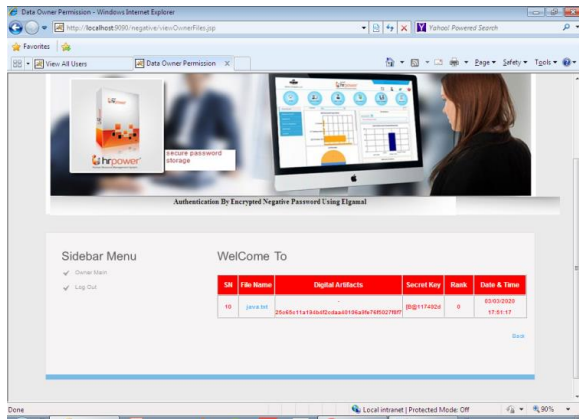 Data Owner Permission - Windows Internet Explorer
http://localhost:9090/negative/viewOwnerFiles.jsp
Yahoo! Powered Search
Favorites
View All Users
Data Owner Permission
Page Safety Tools
hrpower
secure password
storage
Authentication By Encrypted Negative Password Using Elgamal
Sidebar Menu
Owner Main
Log Out
WelCome To
SN File Name Digital Artifacts Secret Key Rank Date & Time
10 java.txt [B@117492d 0 03/03/2020
17:51:17
Back
Done
Local intranet | Protected Mode: Off
90%